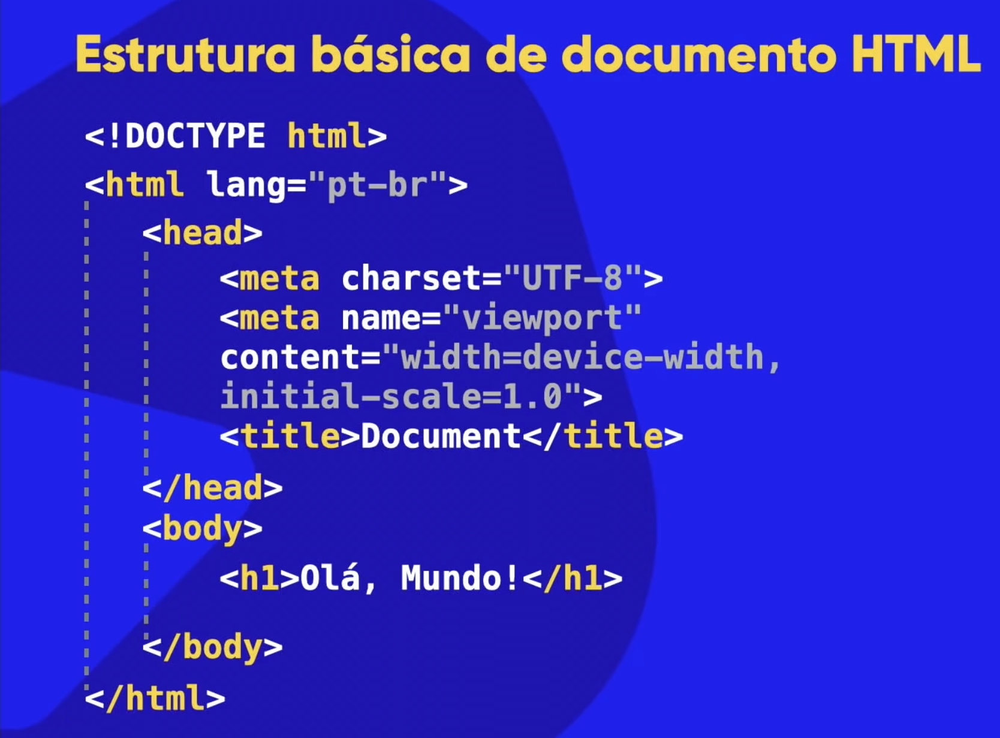 Estrutura básica de documento HTML
<!DOCTYPE html>
<html lang="pt-br">
<head>
<meta charset="UTF-8">
<meta name="viewport"
content="width=device-width,
initial-scale=1.0">
<title>Document</title>
</head>
<body>
<h1>Olá, Mundo!</h1>
</body>
</html>